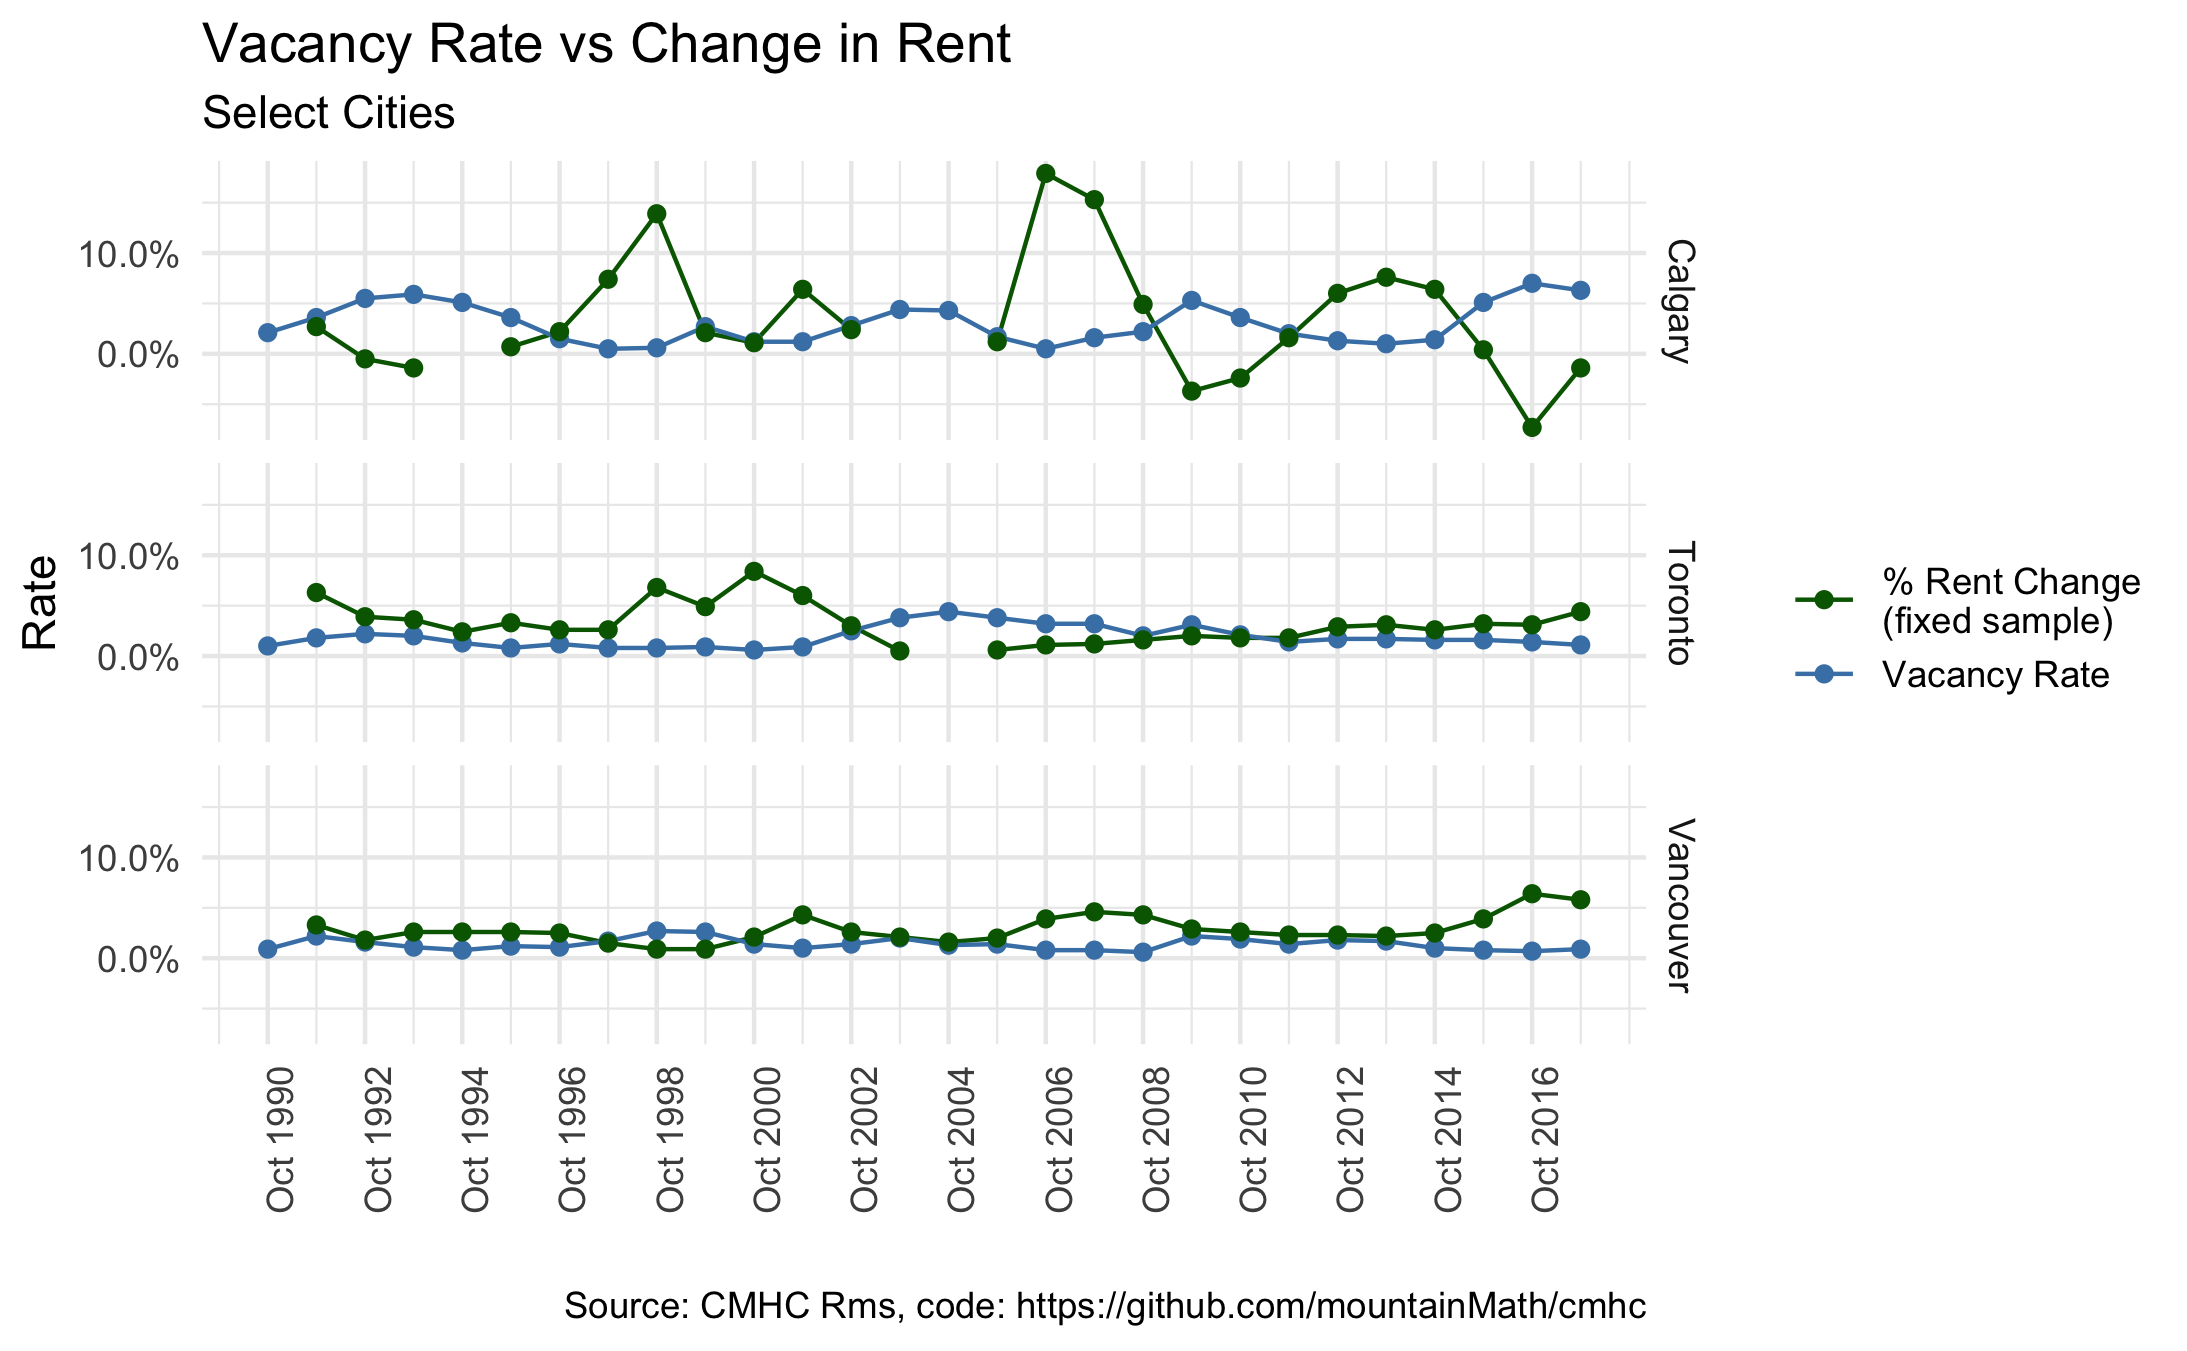 Vacancy Rate vs Change in Rent
Select Cities
10.0%
0.0%
Calgary
10.0%
0.0%
Toronto
10.0%
0.0%
Vancouver
Rate
% Rent Change
(fixed sample)
Vacancy Rate
Oct 1990
Oct 1992
Oct 1994
Oct 1996
Oct 1998
Oct 2000
Oct 2002
Oct 2004
Oct 2006
Oct 2008
Oct 2010
Oct 2012
Oct 2014
Oct 2016
Source: CMHC Rms, code: https://github.com/mountainMath/cmhc